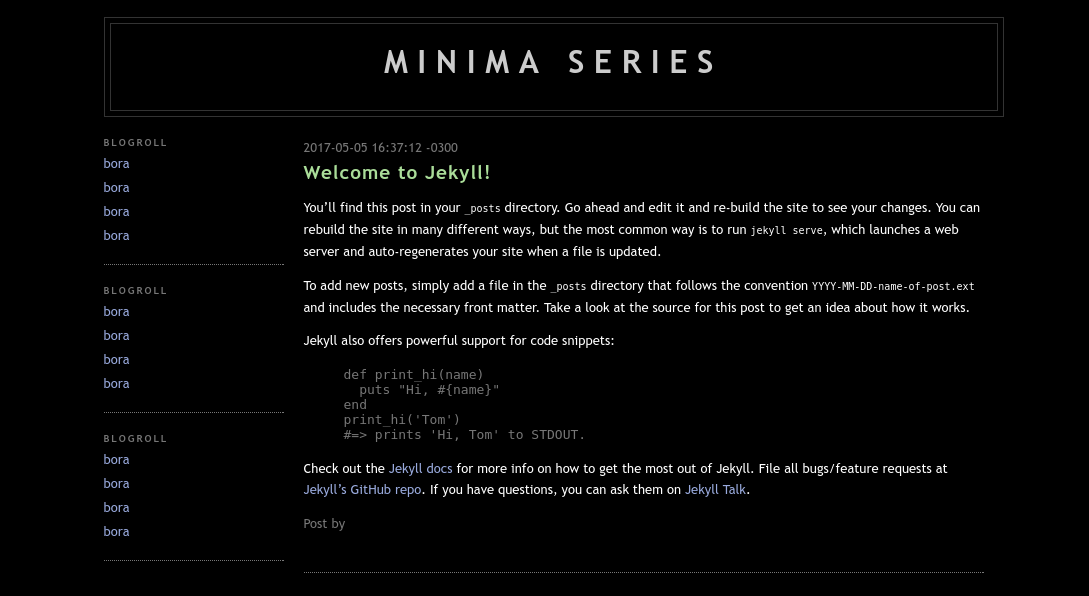 MINIMA SERIES
BLOGROLL
bora
bora
bora
bora
BLOGROLL
bora
bora
bora
bora
BLOGROLL
bora
bora
bora
bora
2017-05-05 16:37:12 -0300
Welcome to Jekyll!
You’ll find this post in your _posts directory. Go ahead and edit it and re-build the site to see your changes. You can
rebuild the site in many different ways, but the most common way is to run jekyll serve, which launches a web
server and auto-regenerates your site when a file is updated.
To add new posts, simply add a file in the _posts directory that follows the convention YYYY-MM-DD-name-of-post.ext
and includes the necessary front matter. Take a look at the source for this post to get an idea about how it works.
Jekyll also offers powerful support for code snippets:
def print_hi(name)
  puts "Hi, #{name}"
end
print_hi('Tom')
#=> prints 'Hi, Tom' to STDOUT.
Check out the Jekyll docs for more info on how to get the most out of Jekyll. File all bugs/feature requests at
Jekyll’s GitHub repo. If you have questions, you can ask them on Jekyll Talk.
Post by